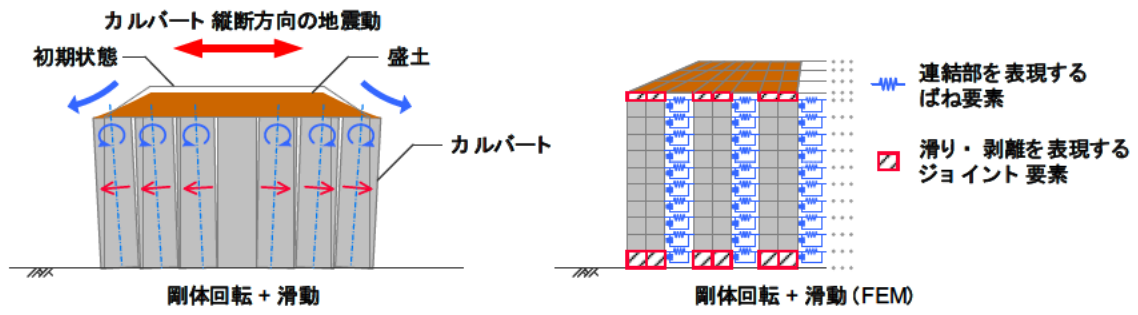 カルバート縦断方向の地震動
初期状態
盛土
カルバート
剛体回転 + 滑動
連結部を表現する
ばね要素
滑り・剥離を表現する
ジョイント要素
剛体回転 + 滑動(FEM)